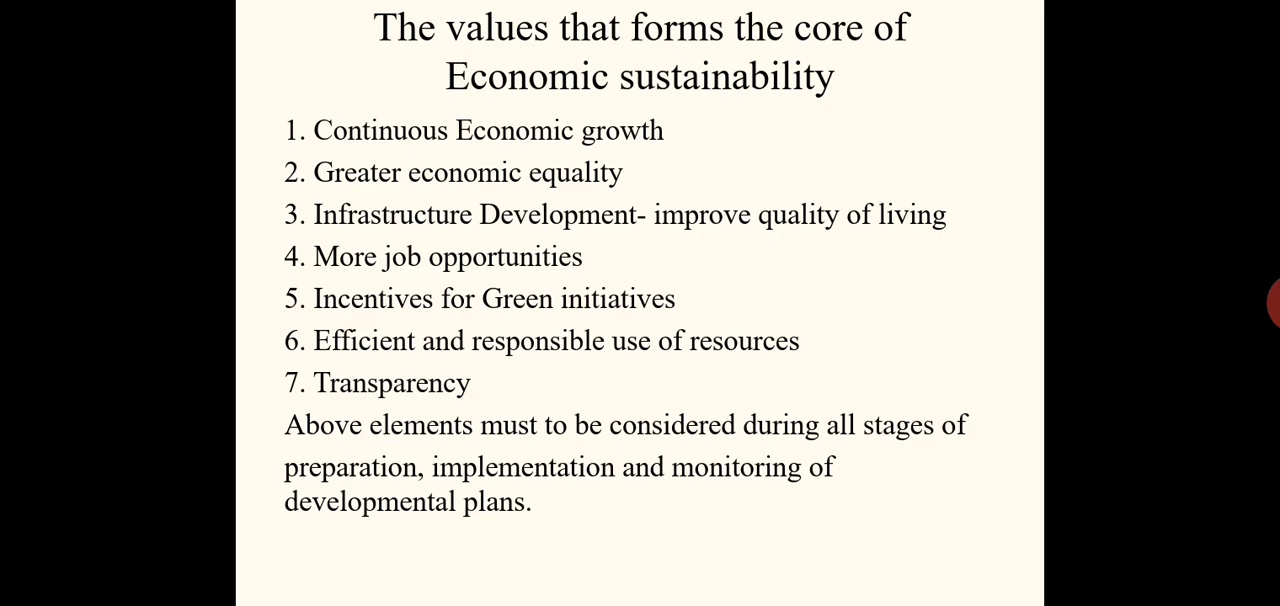 The values that forms the core of
Economic sustainability
1. Continuous Economic growth
2. Greater economic equality
3. Infrastructure Development- improve quality of living
4. More job opportunities
5. Incentives for Green initiatives
6. Efficient and responsible use of resources
7. Transparency
Above elements must to be considered during all stages of
preparation, implementation and monitoring of
developmental plans.